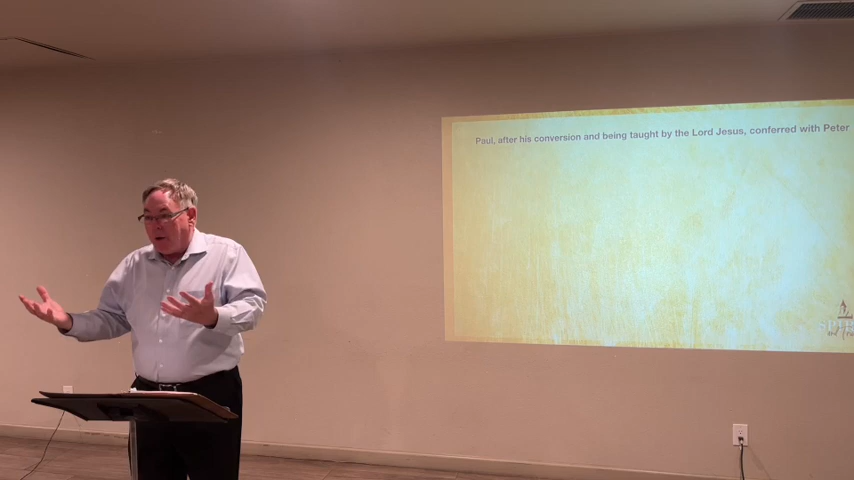 Paul, after his conversion and being taught by the Lord Jesus, conferred with Peter